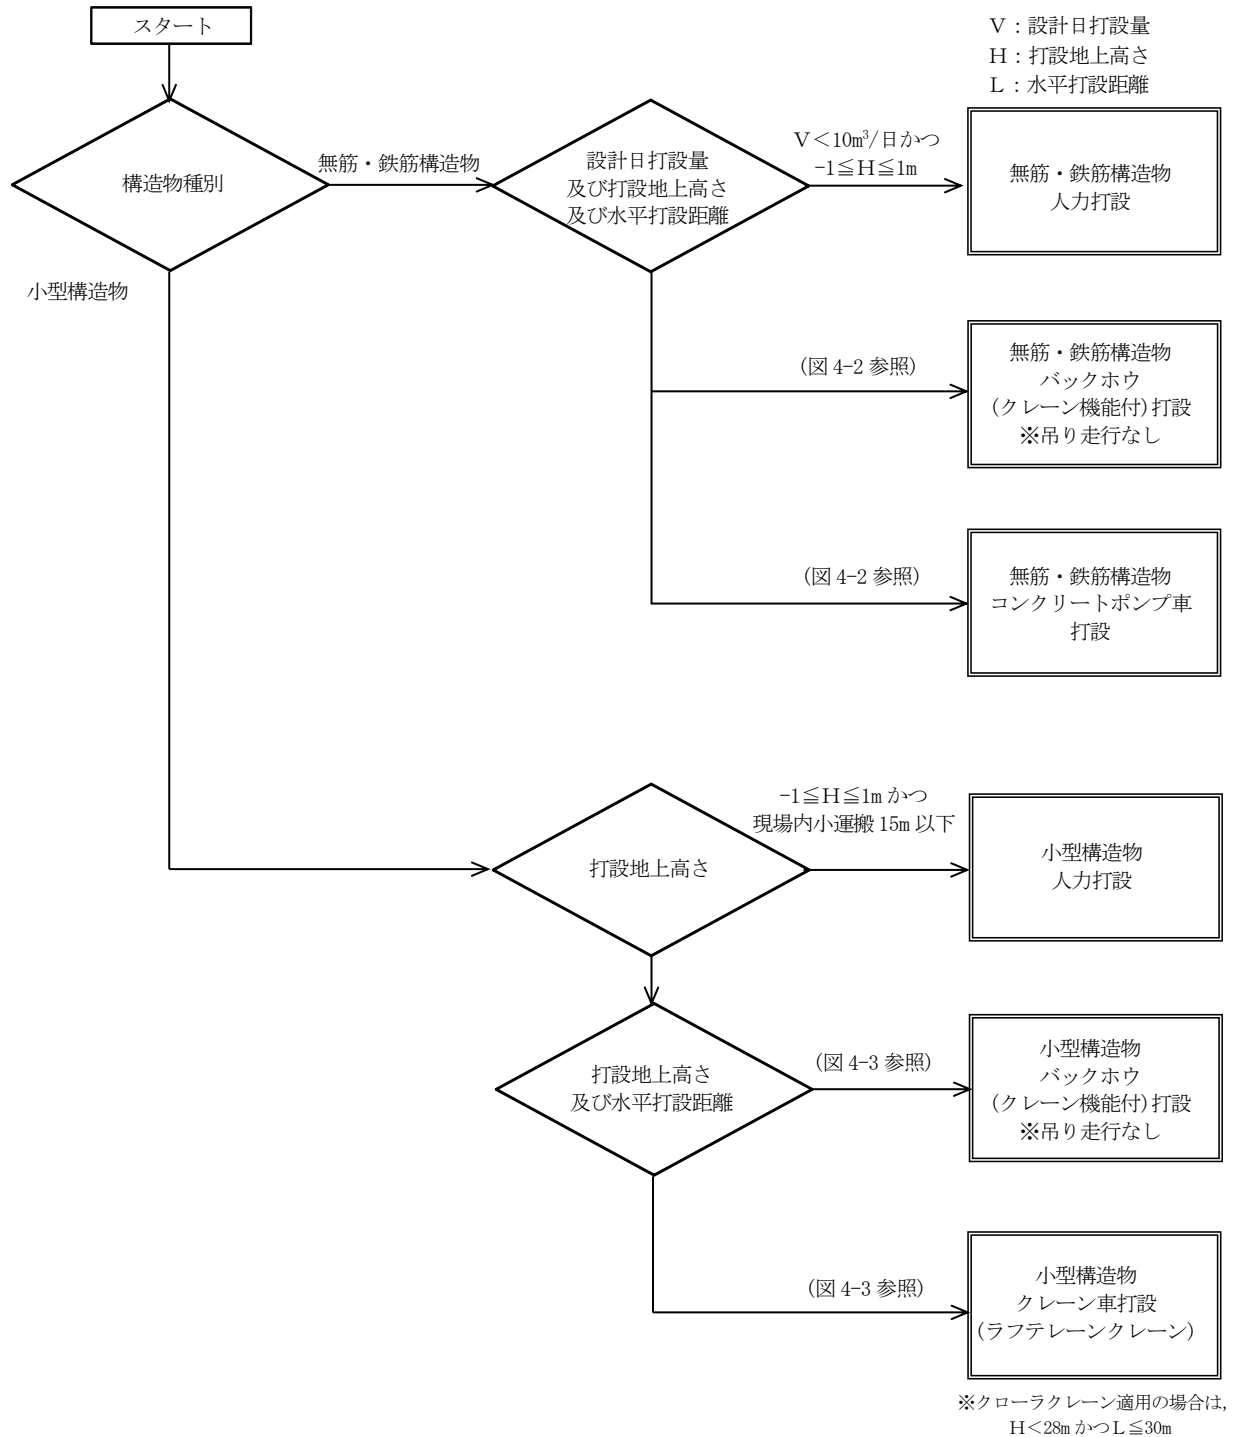 スタート
V：設計日打設量
H：打設地上高さ
L：水平打設距離
構造物種別
無筋・鉄筋構造物
設計日打設量
及び打設地上高さ
及び水平打設距離
V＜10m³/日かつ
-1≦H≦1m
無筋・鉄筋構造物
人力打設
小型構造物
(図 4-2 参照)
無筋・鉄筋構造物
バックホウ
(クレーン機能付)打設
※吊り走行なし
(図 4-2 参照)
無筋・鉄筋構造物
コンクリートポンプ車
打設
打設地上高さ
-1≦H≦1m かつ
現場内小運搬 15m 以下
小型構造物
人力打設
打設地上高さ
及び水平打設距離
(図 4-3 参照)
小型構造物
バックホウ
(クレーン機能付)打設
※吊り走行なし
(図 4-3 参照)
小型構造物
クレーン車打設
(ラフテレーンクレーン)
※クローラクレーン適用の場合は,
H＜28m かつL≦30m